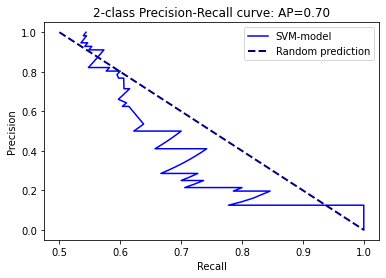 2-class Precision-Recall curve: AP=0.70
SVM-model
Random prediction
Precision
1.0
0.8
0.6
0.4
0.2
0.0
0.5 0.6 0.7 0.8 0.9 1.0
Recall